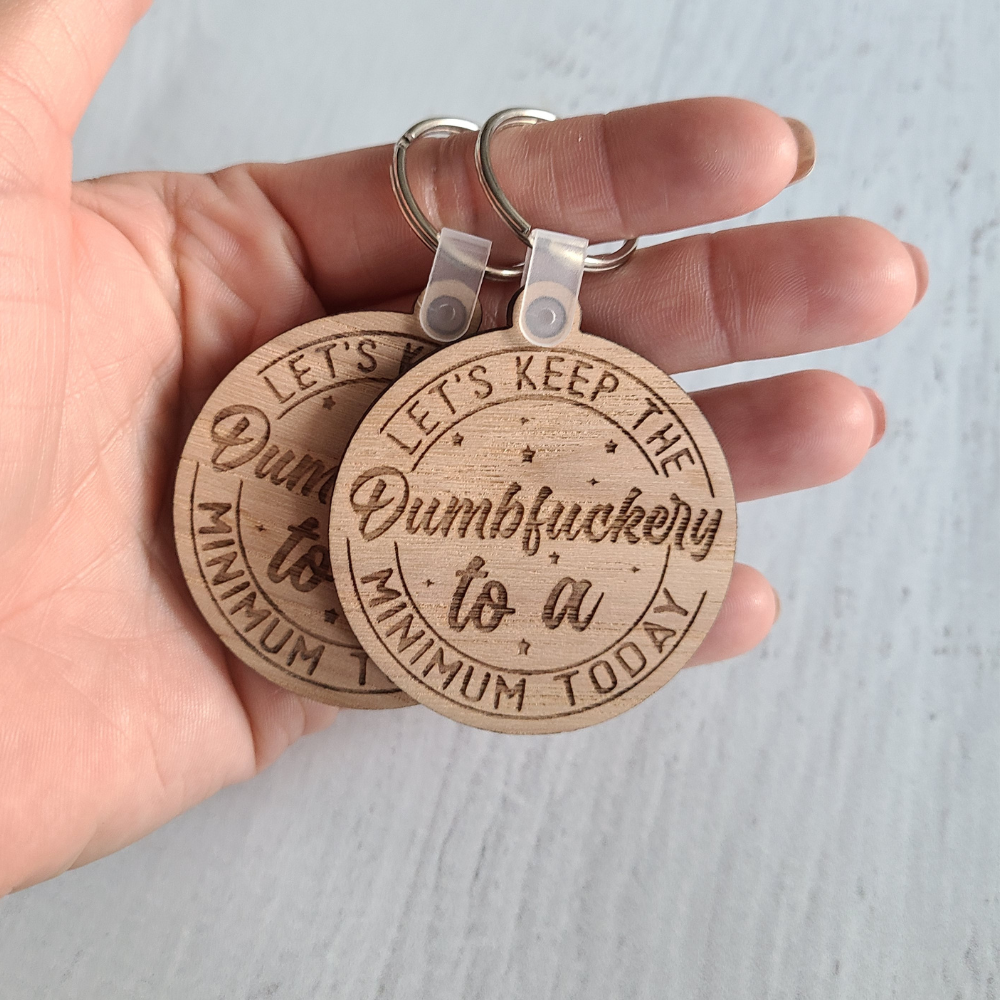 LET'S KEEP THE
Dumbfuckery
to a
MINIMUM TODAY
LET'S
to
MINIMUM